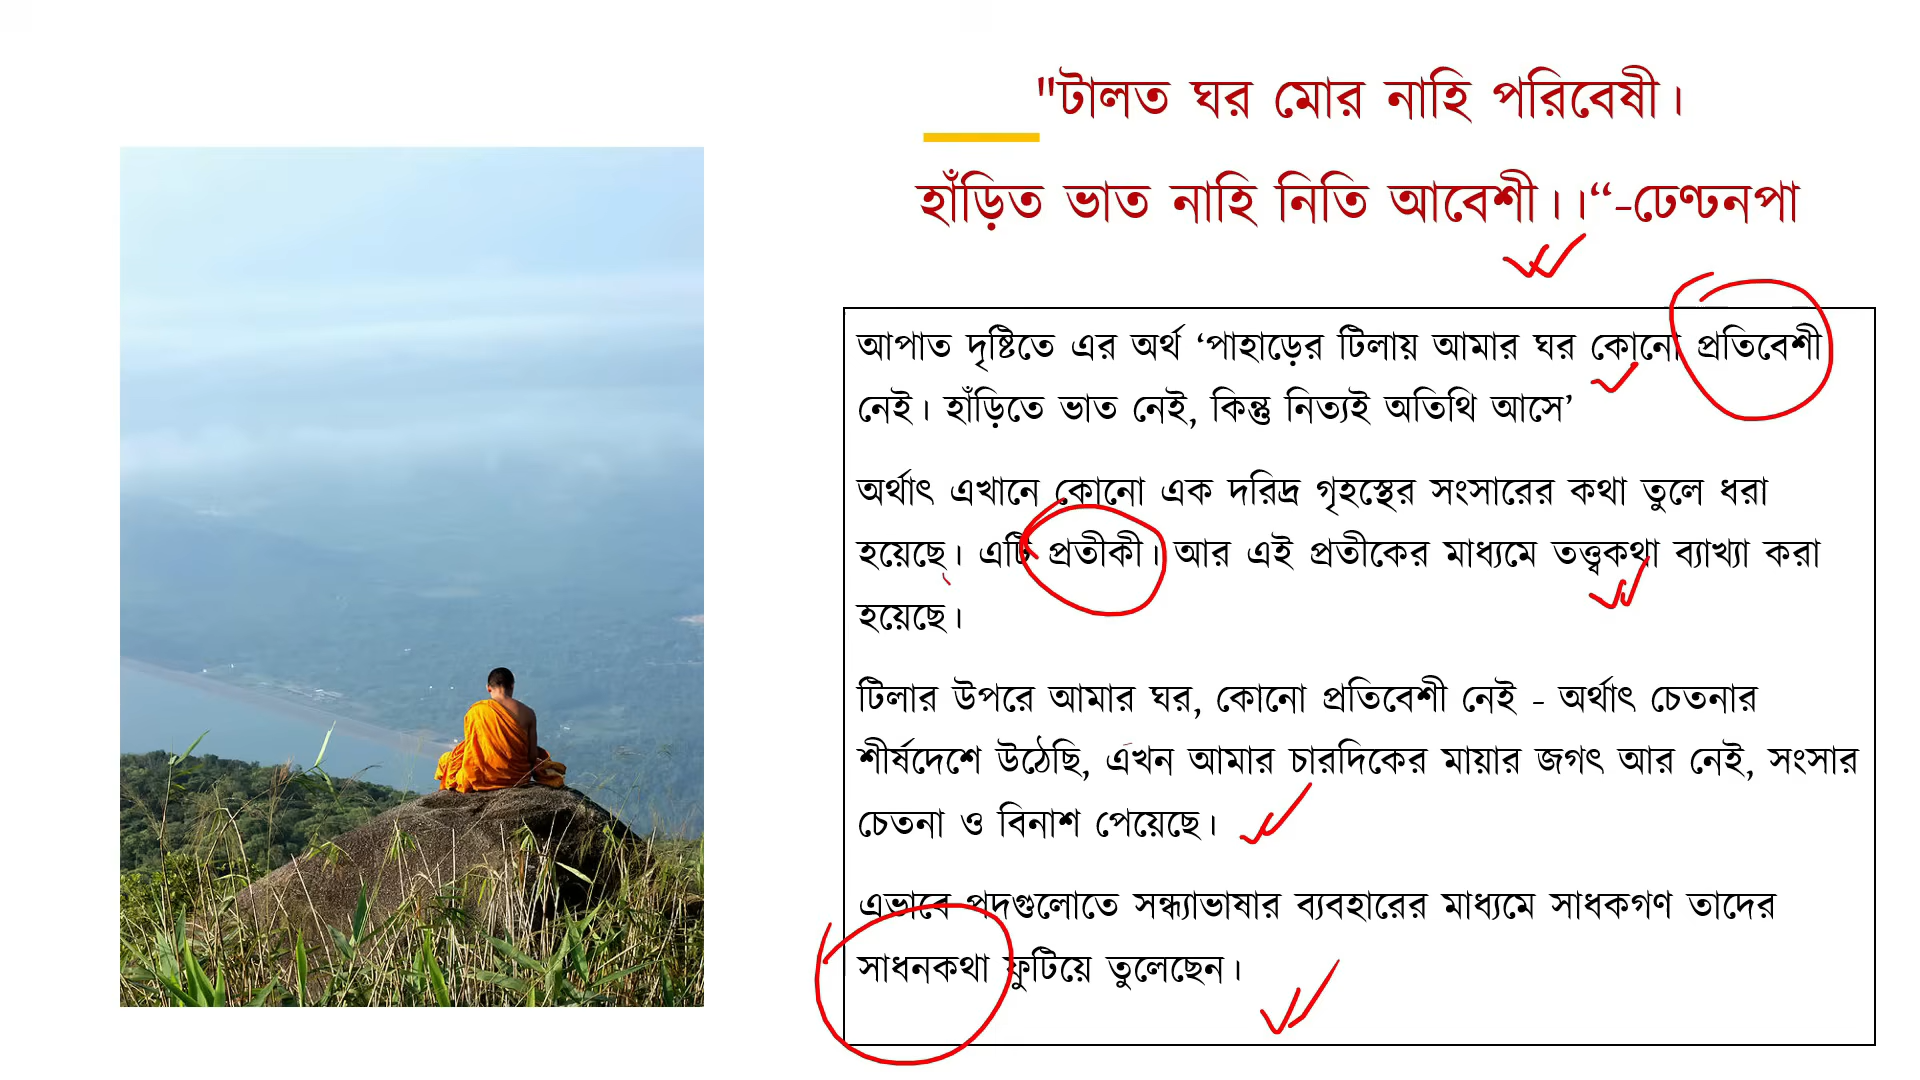 "টালত ঘর মোর নাহি পরিবেষী।
হাঁড়িত ভাত নাহি নিতি আবেশী।।“-ঢেণ্ঢনপা
আপাত দৃষ্টিতে এর অর্থ ‘পাহাড়ের টিলায় আমার ঘর কোনো প্রতিবেশী
নেই। হাঁড়িতে ভাত নেই, কিন্তু নিত্যই অতিথি আসে’
অর্থাৎ এখানে কোনো এক দরিদ্র গৃহস্থের সংসারের কথা তুলে ধরা
হয়েছে। এটি প্রতীকী। আর এই প্রতীকের মাধ্যমে তত্ত্বকথা ব্যাখ্যা করা
হয়েছে।
টিলার উপরে আমার ঘর, কোনো প্রতিবেশী নেই - অর্থাৎ চেতনার
শীর্ষদেশে উঠেছি, এখন আমার চারদিকের মায়ার জগৎ আর নেই, সংসার
চেতনা ও বিনাশ পেয়েছে।
এভাবে পদগুলোতে সন্ধ্যাভাষার ব্যবহারের মাধ্যমে সাধকগণ তাদের
সাধনকথা ফুটিয়ে তুলেছেন।